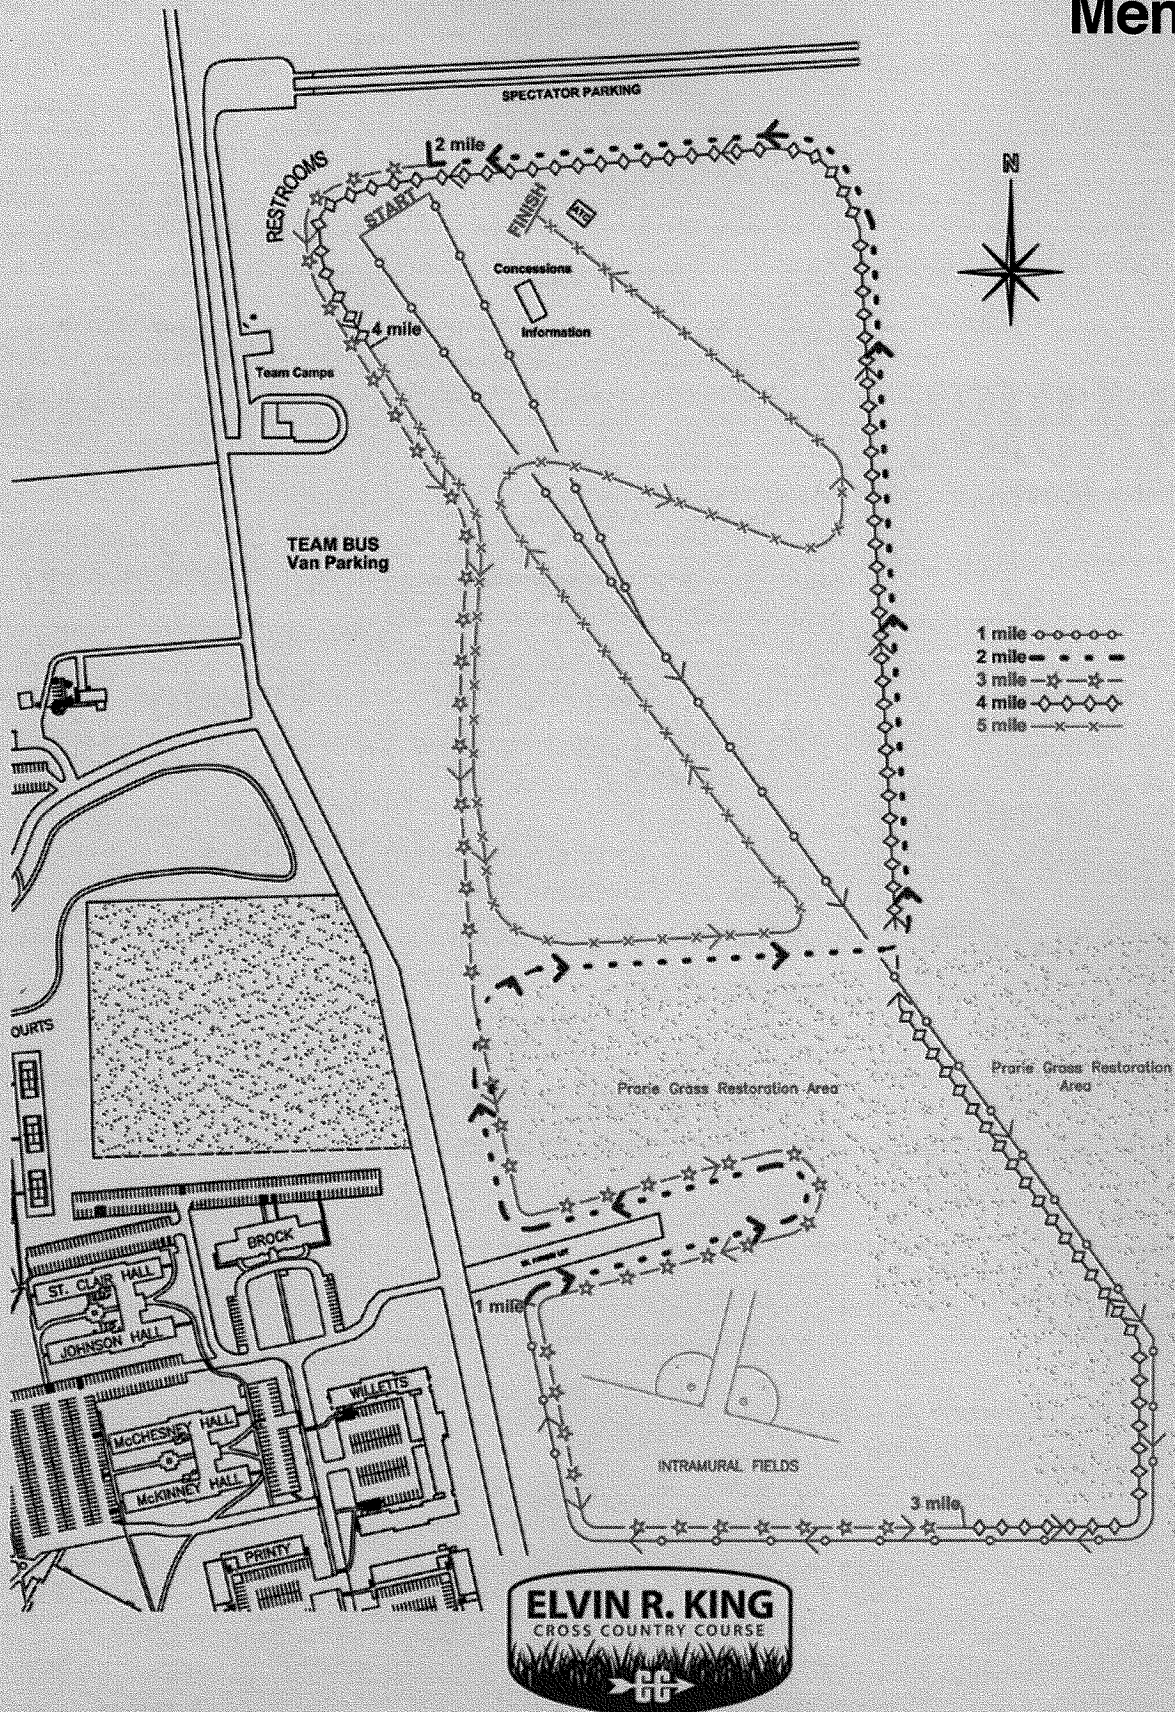 Men
SPECTATOR PARKING
2 mile
RESTROOMS
START
FINISH
N
Concessions
Information
4 mile
Team Camps
TEAM BUS
Van Parking
1 mile
2 mile
3 mile
4 mile
5 mile
OURTS
Prarie Grass Restoration Area
Prarie Grass Restoration
Area
BROCK
ST. CLAIR HALL
JOHNSON HALL
1 mile
WILLETTS
McCHESNEY HALL
McKINNEY HALL
INTRAMURAL FIELDS
3 mile
PRINTY
ELVIN R. KING
CROSS COUNTRY COURSE
CC